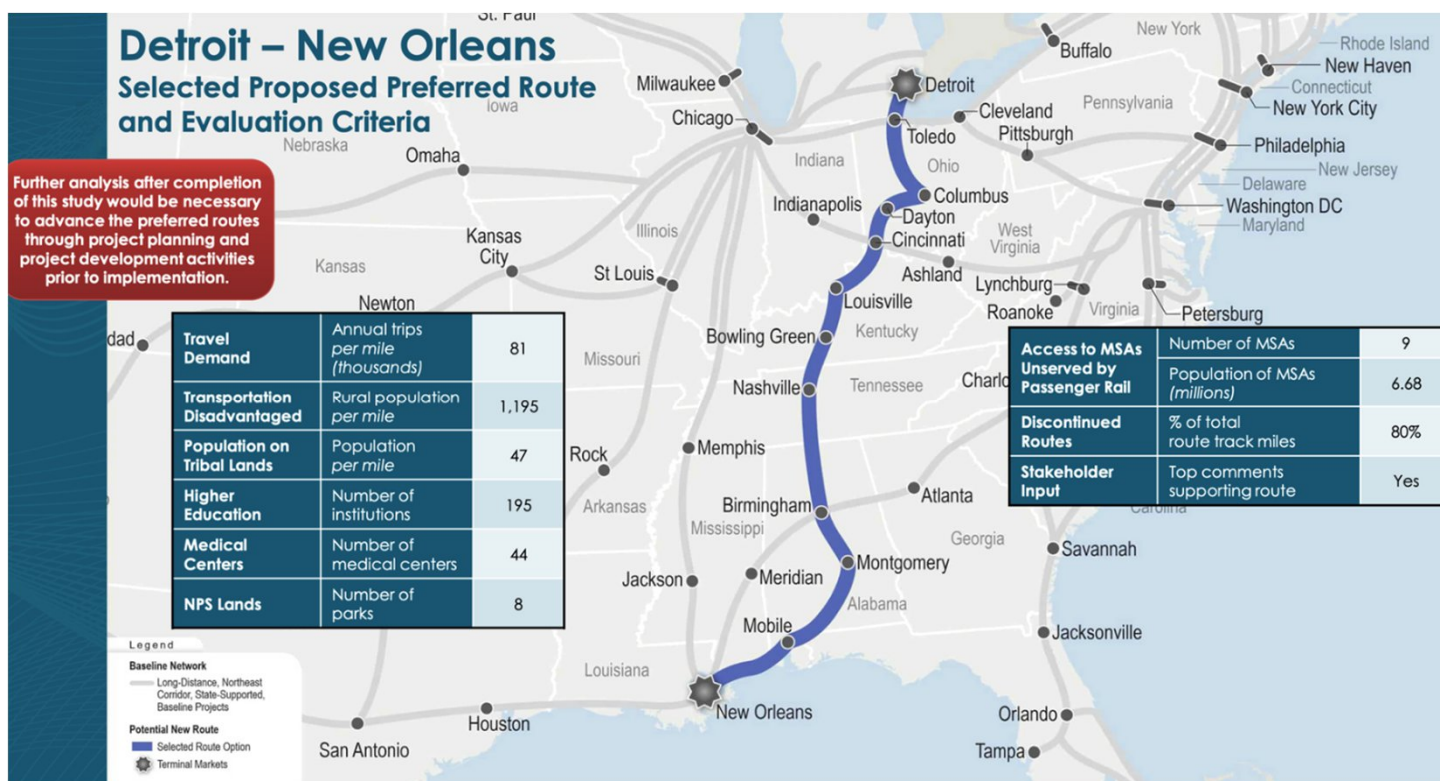 Detroit – New Orleans
Selected Proposed Preferred Route
and Evaluation Criteria
Further analysis after completion
of this study would be necessary
to advance the preferred routes
through project planning and
project development activities
prior to implementation.
St. Paul
Milwaukee
Chicago
Iowa
Nebraska
Omaha
Kansas
City
Kansas
Newton
dad
Illinois
St Louis
Missouri
Indiana
Indianapolis
Detroit
Toledo
Ohio
Columbus
Dayton
Cincinnati
Cleveland
Pittsburgh
Buffalo
New York
Pennsylvania
Rhode Island
New Haven
Connecticut
New York City
Philadelphia
New Jersey
Delaware
Washington DC
Maryland
West
Virginia
Ashland
Lynchburg
Roanoke
Virginia
Petersburg
Louisville
Kentucky
Bowling Green
Nashville
Tennessee
Charlo
Memphis
Rock
Arkansas
Mississippi
Birmingham
Atlanta
Georgia
Carolina
Savannah
Montgomery
Alabama
Jackson
Meridian
Mobile
Jacksonville
Louisiana
New Orleans
Houston
San Antonio
Orlando
Tampa
Travel
Demand
Annual trips
per mile
(thousands)
81
Transportation
Disadvantaged
Rural population
per mile
1,195
Population on
Tribal Lands
Population
per mile
47
Higher
Education
Number of
institutions
195
Medical
Centers
Number of
medical centers
44
NPS Lands
Number of
parks
8
Access to MSAs
Unserved by
Passenger Rail
Number of MSAs
9
Population of MSAs
(millions)
6.68
Discontinued
Routes
% of total
route track miles
80%
Stakeholder
Input
Top comments
supporting route
Yes
Legend
Baseline Network
Long-Distance, Northeast
Corridor, State-Supported,
Baseline Projects
Potential New Route
Selected Route Option
Terminal Markets